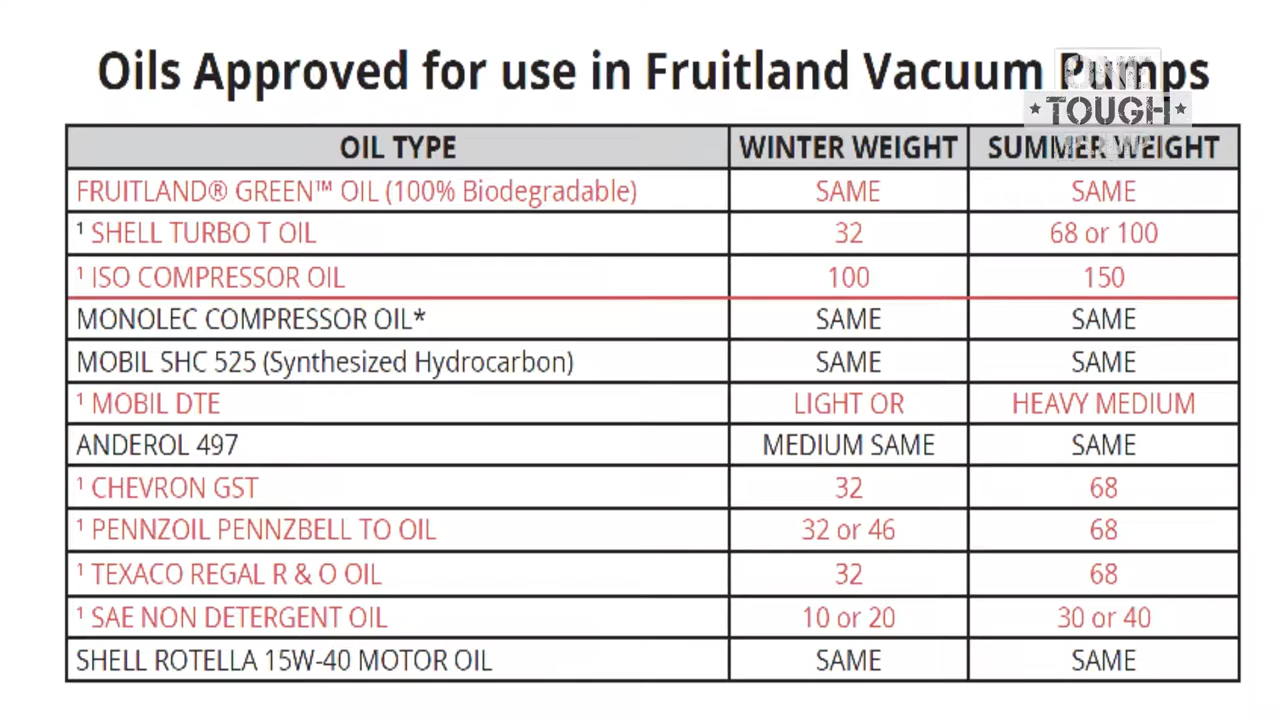 Oils Approved for use in Fruitland Vacuum Pumps
★TOUGH★
OIL TYPE WINTER WEIGHT SUMMER WEIGHT
FRUITLAND® GREEN™ OIL (100% Biodegradable) SAME SAME
¹ SHELL TURBO T OIL 32 68 or 100
¹ ISO COMPRESSOR OIL 100 150
MONOLEC COMPRESSOR OIL* SAME SAME
MOBIL SHC 525 (Synthesized Hydrocarbon) SAME SAME
¹ MOBIL DTE LIGHT OR HEAVY MEDIUM
ANDEROL 497 MEDIUM SAME SAME
¹ CHEVRON GST 32 68
¹ PENNZOIL PENNZBELL TO OIL 32 or 46 68
¹ TEXACO REGAL R & O OIL 32 68
¹ SAE NON DETERGENT OIL 10 or 20 30 or 40
SHELL ROTELLA 15W-40 MOTOR OIL SAME SAME